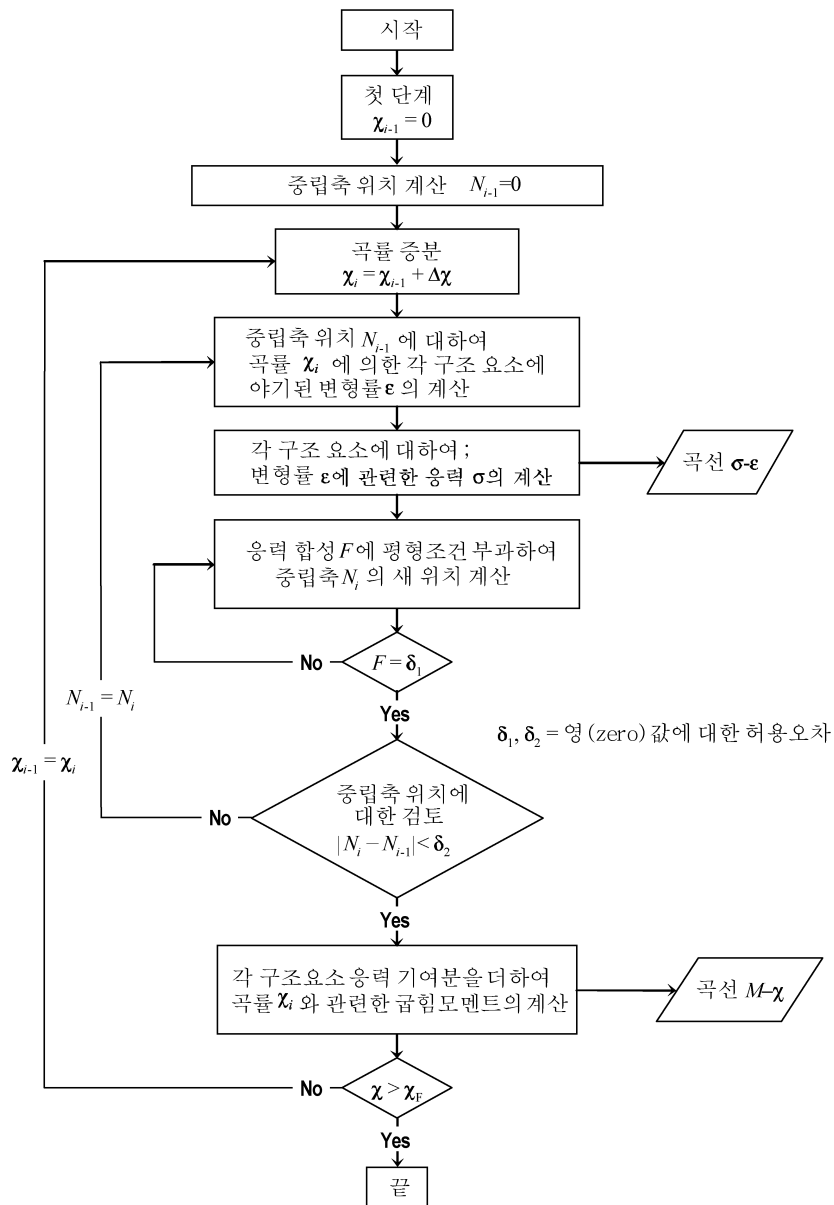 시작
첫 단계
χi-1 = 0
중립축 위치 계산 Ni-1=0
곡률 증분
χi = χi-1 + Δχ
중립축 위치 Ni-1 에 대하여
곡률 χi 에 의한 각 구조 요소에
야기된 변형률 ε 의 계산
각 구조 요소에 대하여 ;
변형률 ε에 관련한 응력 σ의 계산
곡선 σ-ε
응력 합성 F에 평형조건 부과하여
중립축 Ni 의 새 위치 계산
No
F = δ1
Ni-1 = Ni
Yes
δ1, δ2 = 영 (zero) 값에 대한 허용오차
χi-1 = χi
No
중립축 위치에
대한 검토
|Ni – Ni-1| < δ2
Yes
각 구조요소 응력 기여분을 더하여
곡률 χi 와 관련한 굽힘모멘트의 계산
곡선 M–χ
No
χ > χF
Yes
끝